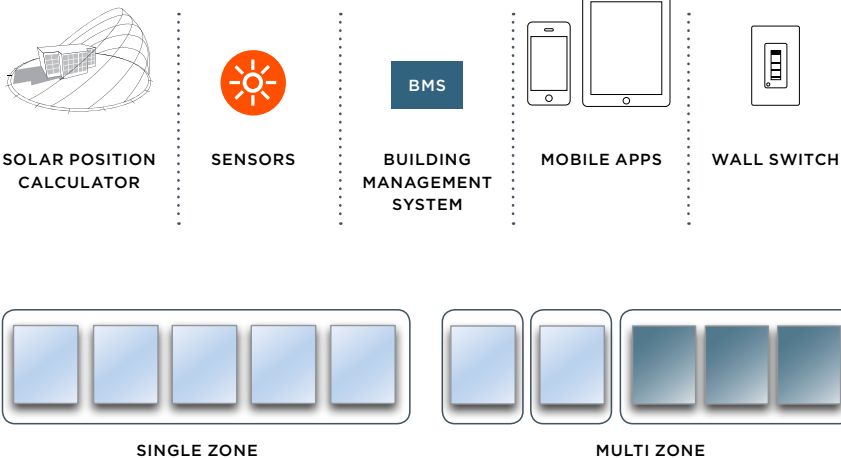 BMS
SOLAR POSITION
CALCULATOR
SENSORS
BUILDING
MANAGEMENT
SYSTEM
MOBILE APPS
WALL SWITCH
SINGLE ZONE
MULTI ZONE